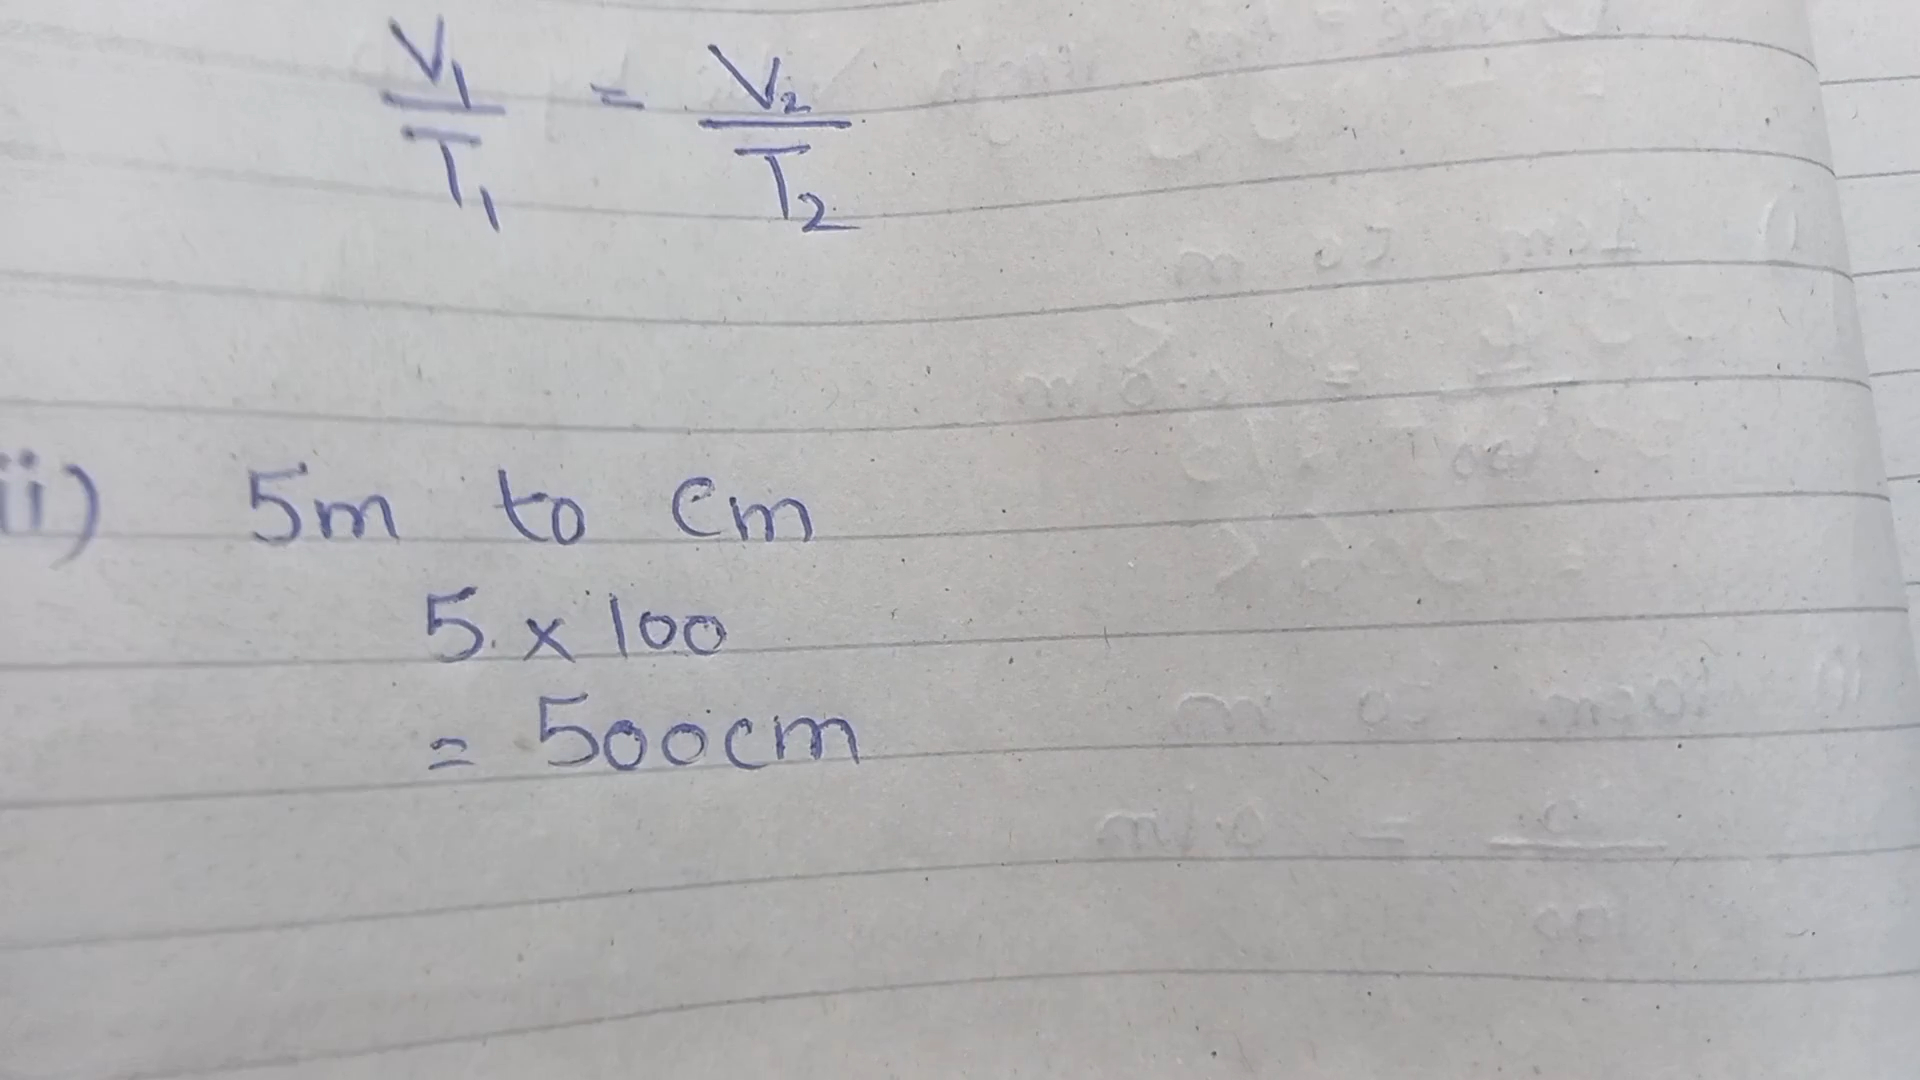 V₁/T₁ = V₂/T₂
ii) 5m to cm
5 × 100
= 500cm